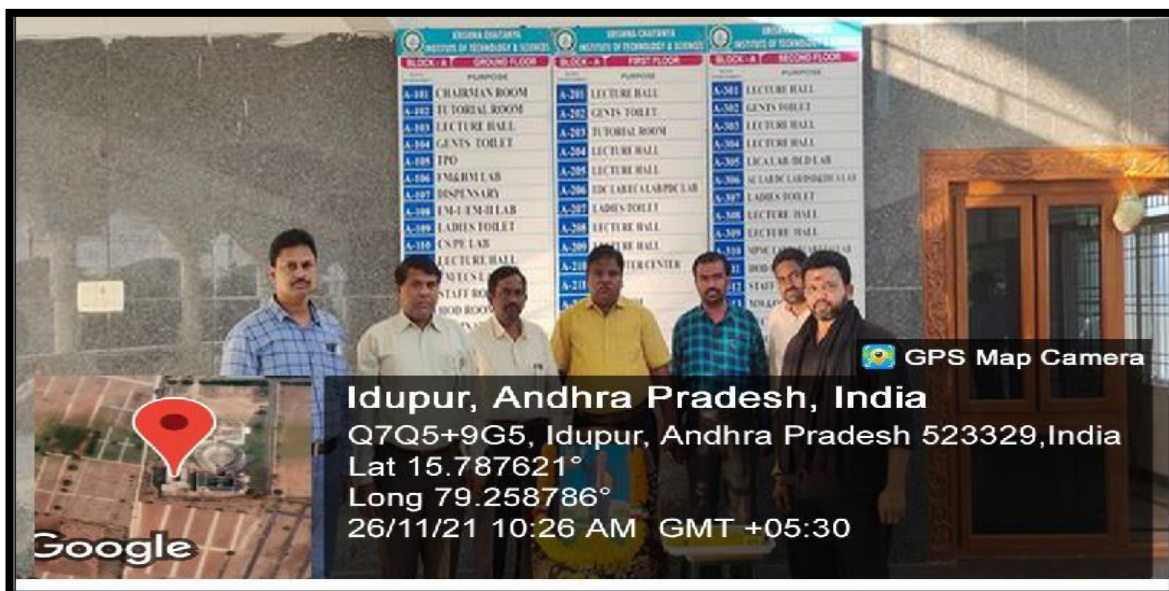 KRISHNA CHAITANYA
INSTITUTE OF TECHNOLOGY & SCIENCES
BLOCK - A GROUND FLOOR
PURPOSE
A-101 CHAIRMAN ROOM
A-102 TUTORIAL ROOM
A-103 LECTURE HALL
A-104 GENTS TOILET
A-105 TPO
A-106 FM&HM LAB
A-107 DISPENSARY
A-108 EM-I/EM-II LAB
A-109 LADIES TOILET
A-110 CS/PE LAB
LECTURE HALL
STAFF
HOD ROOM
KRISHNA CHAITANYA
INSTITUTE OF TECHNOLOGY & SCIENCES
BLOCK - A FIRST FLOOR
PURPOSE
A-201 LECTURE HALL
A-202 GENTS TOILET
A-203 TUTORIAL ROOM
A-204 LECTURE HALL
A-205 LECTURE HALL
A-206 EDC LAB/ECA LAB/PDC LAB
A-207 LADIES TOILET
A-208 LECTURE HALL
A-209 LECTURE HALL
A-210 CENTER
A-211
KRISHNA CHAITANYA
INSTITUTE OF TECHNOLOGY & SCIENCES
BLOCK - A SECOND FLOOR
PURPOSE
A-301 LECTURE HALL
A-302 GENTS TOILET
A-303 LECTURE HALL
A-304 LECTURE HALL
A-305 LICA LAB/DLD LAB
A-306
A-307 LADIES TOILET
A-308 LECTURE HALL
A-309 LECTURE HALL
A-310
11 HOD
12 STAFF
GPS Map Camera
Idupur, Andhra Pradesh, India
Q7Q5+9G5, Idupur, Andhra Pradesh 523329,India
Lat 15.787621°
Long 79.258786°
26/11/21 10:26 AM GMT +05:30
Google